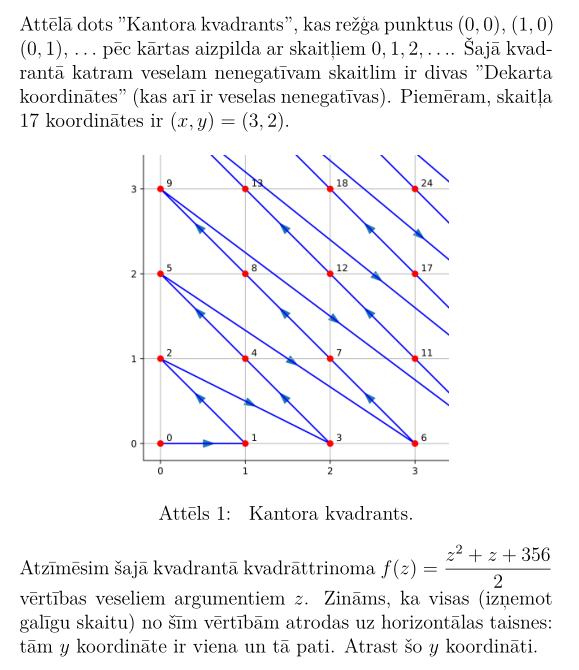 Attēlā dots ”Kantora kvadrants”, kas režģa punktus (0, 0), (1, 0)
(0, 1), . . . pēc kārtas aizpilda ar skaitļiem 0, 1, 2, . . .. Šajā kvad-
rantā katram veselam nenegatīvam skaitlim ir divas ”Dekarta
koordinātes” (kas arī ir veselas nenegatīvas). Piemēram, skaitļa
17 koordinātes ir (x, y) = (3, 2).
3 9 13 18 24
2 5 8 12 17
1 2 4 7 11
0 0 1 3 6
0 1 2 3
Attēls 1: Kantora kvadrants.
Atzīmēsim šajā kvadrantā kvadrāttrinoma f(z) = (z² + z + 356)/2
vērtības veseliem argumentiem z. Zināms, ka visas (izņemot
galīgu skaitu) no šīm vērtībām atrodas uz horizontālas taisnes:
tām y koordināte ir viena un tā pati. Atrast šo y koordināti.